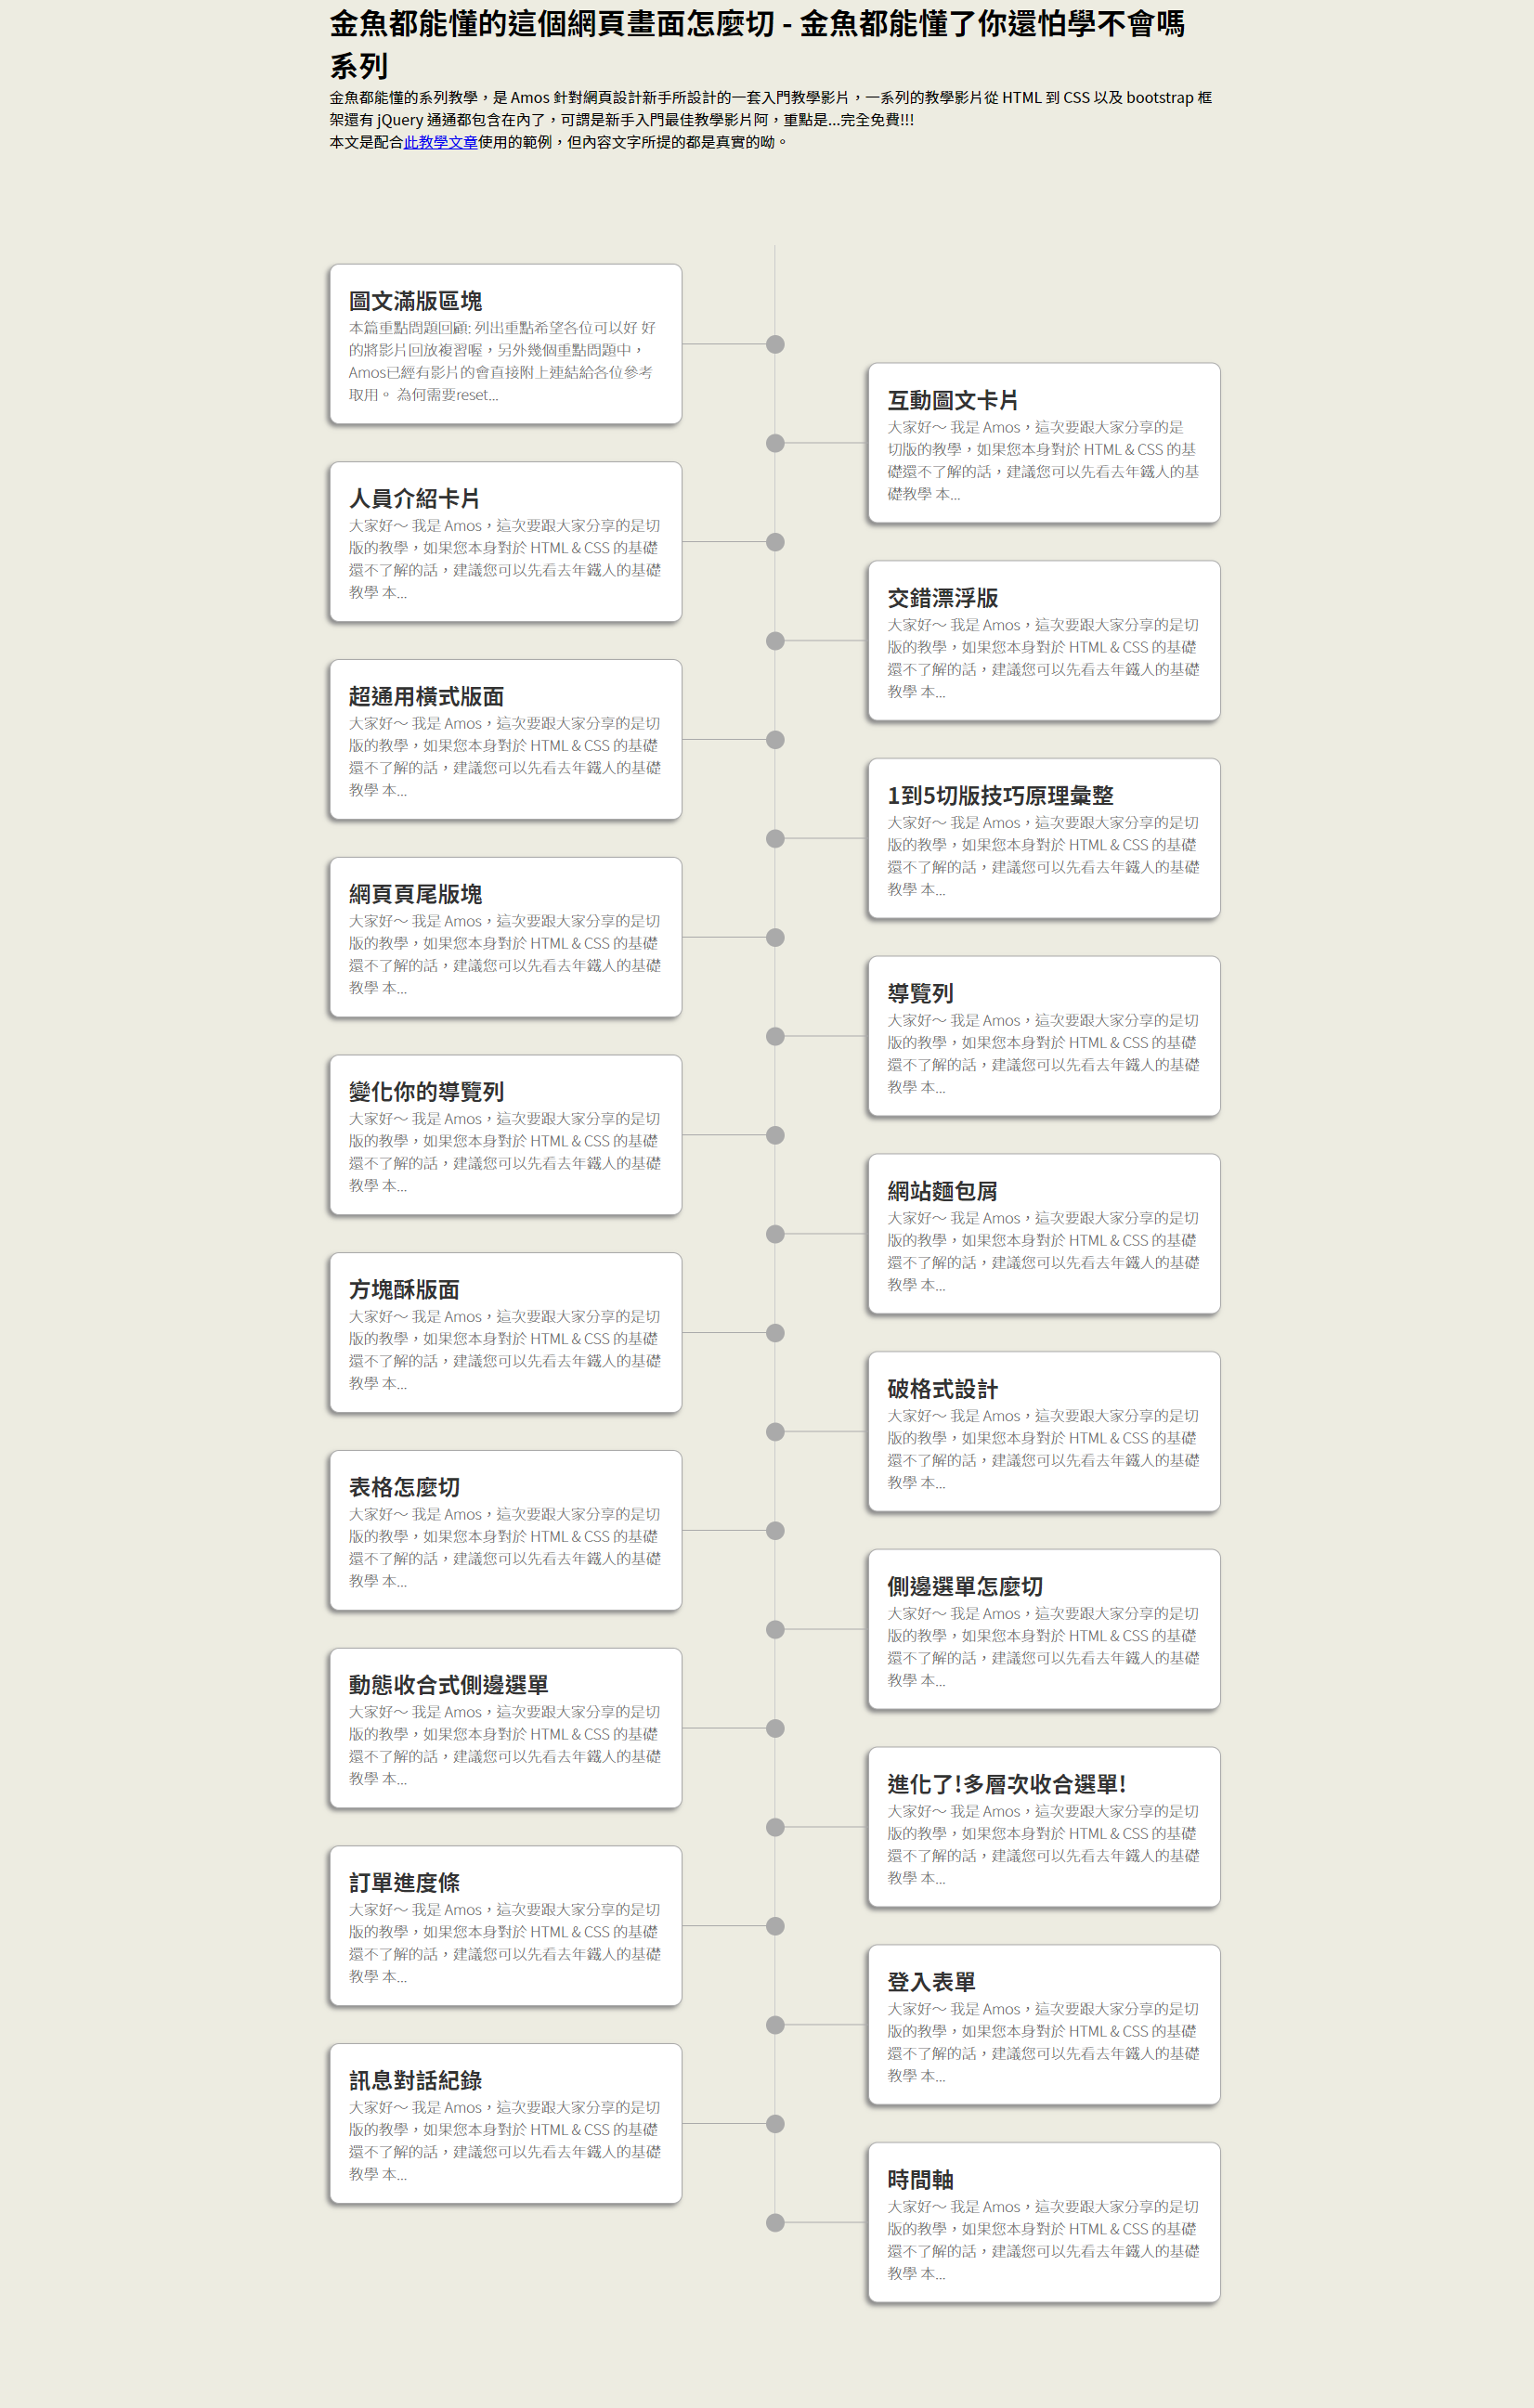 金魚都能懂的這個網頁畫面怎麼切 - 金魚都能懂了你還怕學不會嗎
系列
金魚都能懂的系列教學，是 Amos 針對網頁設計新手所設計的一套入門教學影片，一系列的教學影片從 HTML 到 CSS 以及 bootstrap 框
架還有 jQuery 通通都包含在內了，可謂是新手入門最佳教學影片阿，重點是...完全免費!!!
本文是配合此教學文章使用的範例，但內容文字所提的都是真實的呦。
圖文滿版區塊
本篇重點問題回顧: 列出重點希望各位可以好 好
的將影片回放複習喔，另外幾個重點問題中，
Amos已經有影片的會直接附上連結給各位參考
取用。 為何需要reset...
互動圖文卡片
大家好～ 我是 Amos，這次要跟大家分享的是
切版的教學，如果您本身對於 HTML & CSS 的基
礎還不了解的話，建議您可以先看去年鐵人的基
礎教學 本...
人員介紹卡片
大家好～ 我是 Amos，這次要跟大家分享的是切
版的教學，如果您本身對於 HTML & CSS 的基礎
還不了解的話，建議您可以先看去年鐵人的基礎
教學 本...
交錯漂浮版
大家好～ 我是 Amos，這次要跟大家分享的是切
版的教學，如果您本身對於 HTML & CSS 的基礎
還不了解的話，建議您可以先看去年鐵人的基礎
教學 本...
超通用橫式版面
大家好～ 我是 Amos，這次要跟大家分享的是切
版的教學，如果您本身對於 HTML & CSS 的基礎
還不了解的話，建議您可以先看去年鐵人的基礎
教學 本...
1到5切版技巧原理彙整
大家好～ 我是 Amos，這次要跟大家分享的是切
版的教學，如果您本身對於 HTML & CSS 的基礎
還不了解的話，建議您可以先看去年鐵人的基礎
教學 本...
網頁頁尾版塊
大家好～ 我是 Amos，這次要跟大家分享的是切
版的教學，如果您本身對於 HTML & CSS 的基礎
還不了解的話，建議您可以先看去年鐵人的基礎
教學 本...
導覽列
大家好～ 我是 Amos，這次要跟大家分享的是切
版的教學，如果您本身對於 HTML & CSS 的基礎
還不了解的話，建議您可以先看去年鐵人的基礎
教學 本...
變化你的導覽列
大家好～ 我是 Amos，這次要跟大家分享的是切
版的教學，如果您本身對於 HTML & CSS 的基礎
還不了解的話，建議您可以先看去年鐵人的基礎
教學 本...
網站麵包屑
大家好～ 我是 Amos，這次要跟大家分享的是切
版的教學，如果您本身對於 HTML & CSS 的基礎
還不了解的話，建議您可以先看去年鐵人的基礎
教學 本...
方塊酥版面
大家好～ 我是 Amos，這次要跟大家分享的是切
版的教學，如果您本身對於 HTML & CSS 的基礎
還不了解的話，建議您可以先看去年鐵人的基礎
教學 本...
破格式設計
大家好～ 我是 Amos，這次要跟大家分享的是切
版的教學，如果您本身對於 HTML & CSS 的基礎
還不了解的話，建議您可以先看去年鐵人的基礎
教學 本...
表格怎麼切
大家好～ 我是 Amos，這次要跟大家分享的是切
版的教學，如果您本身對於 HTML & CSS 的基礎
還不了解的話，建議您可以先看去年鐵人的基礎
教學 本...
側邊選單怎麼切
大家好～ 我是 Amos，這次要跟大家分享的是切
版的教學，如果您本身對於 HTML & CSS 的基礎
還不了解的話，建議您可以先看去年鐵人的基礎
教學 本...
動態收合式側邊選單
大家好～ 我是 Amos，這次要跟大家分享的是切
版的教學，如果您本身對於 HTML & CSS 的基礎
還不了解的話，建議您可以先看去年鐵人的基礎
教學 本...
進化了!多層次收合選單!
大家好～ 我是 Amos，這次要跟大家分享的是切
版的教學，如果您本身對於 HTML & CSS 的基礎
還不了解的話，建議您可以先看去年鐵人的基礎
教學 本...
訂單進度條
大家好～ 我是 Amos，這次要跟大家分享的是切
版的教學，如果您本身對於 HTML & CSS 的基礎
還不了解的話，建議您可以先看去年鐵人的基礎
教學 本...
登入表單
大家好～ 我是 Amos，這次要跟大家分享的是切
版的教學，如果您本身對於 HTML & CSS 的基礎
還不了解的話，建議您可以先看去年鐵人的基礎
教學 本...
訊息對話紀錄
大家好～ 我是 Amos，這次要跟大家分享的是切
版的教學，如果您本身對於 HTML & CSS 的基礎
還不了解的話，建議您可以先看去年鐵人的基礎
教學 本...
時間軸
大家好～ 我是 Amos，這次要跟大家分享的是切
版的教學，如果您本身對於 HTML & CSS 的基礎
還不了解的話，建議您可以先看去年鐵人的基礎
教學 本...